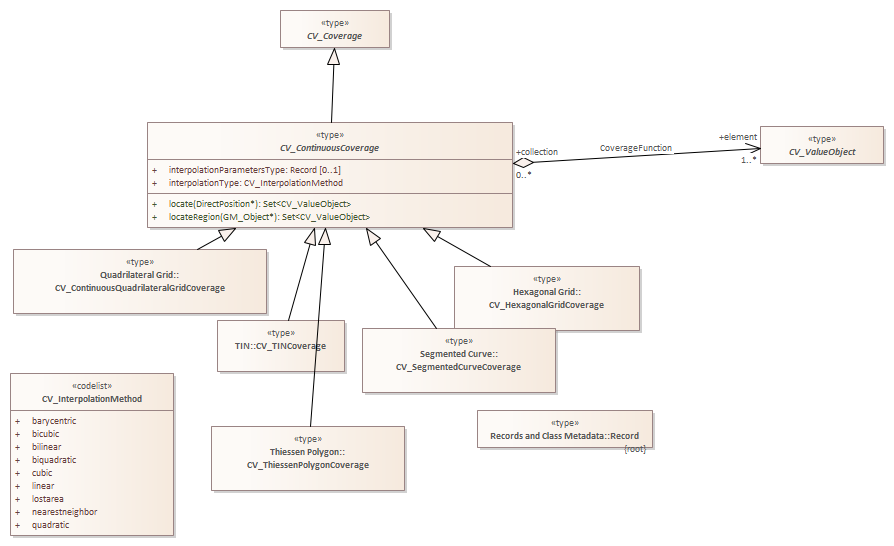 «type»
CV_Coverage
«type»
CV_ContinuousCoverage
+ interpolationParametersType: Record [0..1]
+ interpolationType: CV_InterpolationMethod
+ locate(DirectPosition*): Set<CV_ValueObject>
+ locateRegion(GM_Object*): Set<CV_ValueObject>
+collection
0..*
CoverageFunction
+element
1..*
«type»
CV_ValueObject
«type»
Quadrilateral Grid::
CV_ContinuousQuadrilateralGridCoverage
«type»
Hexagonal Grid::
CV_HexagonalGridCoverage
«type»
TIN::CV_TINCoverage
«type»
Segmented Curve::
CV_SegmentedCurveCoverage
«codelist»
CV_InterpolationMethod
+ barycentric
+ bicubic
+ bilinear
+ biquadratic
+ cubic
+ linear
+ lostarea
+ nearestneighbor
+ quadratic
«type»
Thiessen Polygon::
CV_ThiessenPolygonCoverage
«type»
Records and Class Metadata::Record
{root}